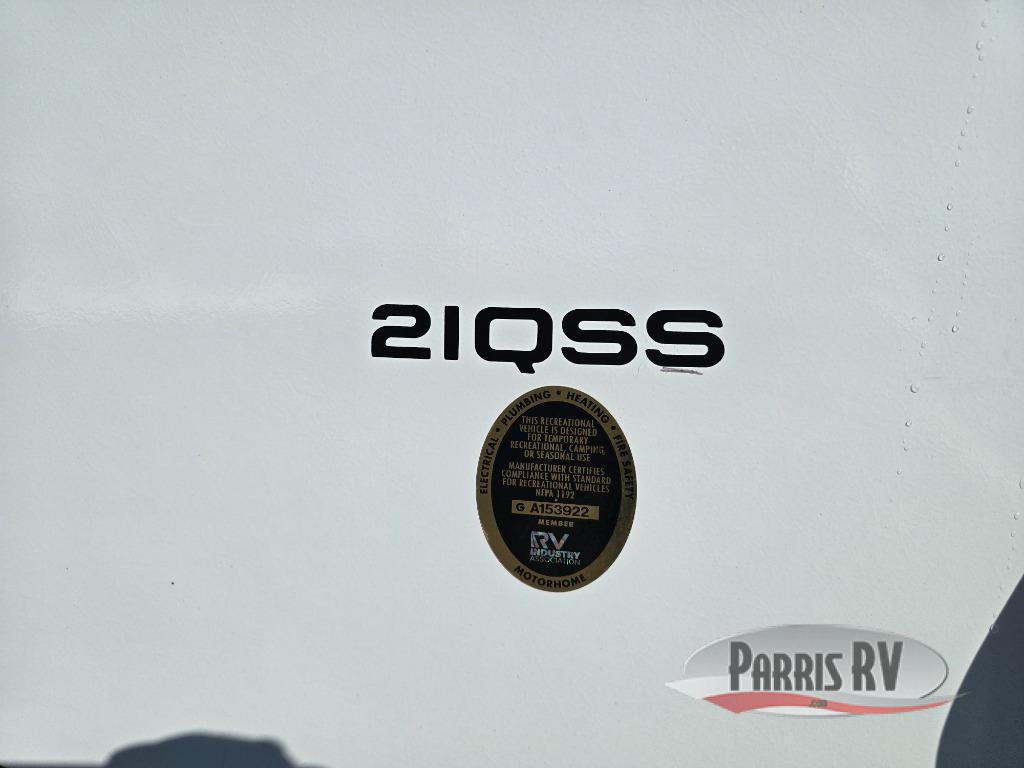 21QSS
ELECTRICAL • PLUMBING • HEATING • FIRE SAFETY
THIS RECREATIONAL
VEHICLE IS DESIGNED
FOR TEMPORARY
RECREATIONAL, CAMPING,
OR SEASONAL USE
MANUFACTURER CERTIFIES
COMPLIANCE WITH STANDARD
FOR RECREATIONAL VEHICLES
NFPA 1192
G A153922
MEMBER
RV
INDUSTRY
ASSOCIATION
MOTORHOME
PARRIS RV
.com